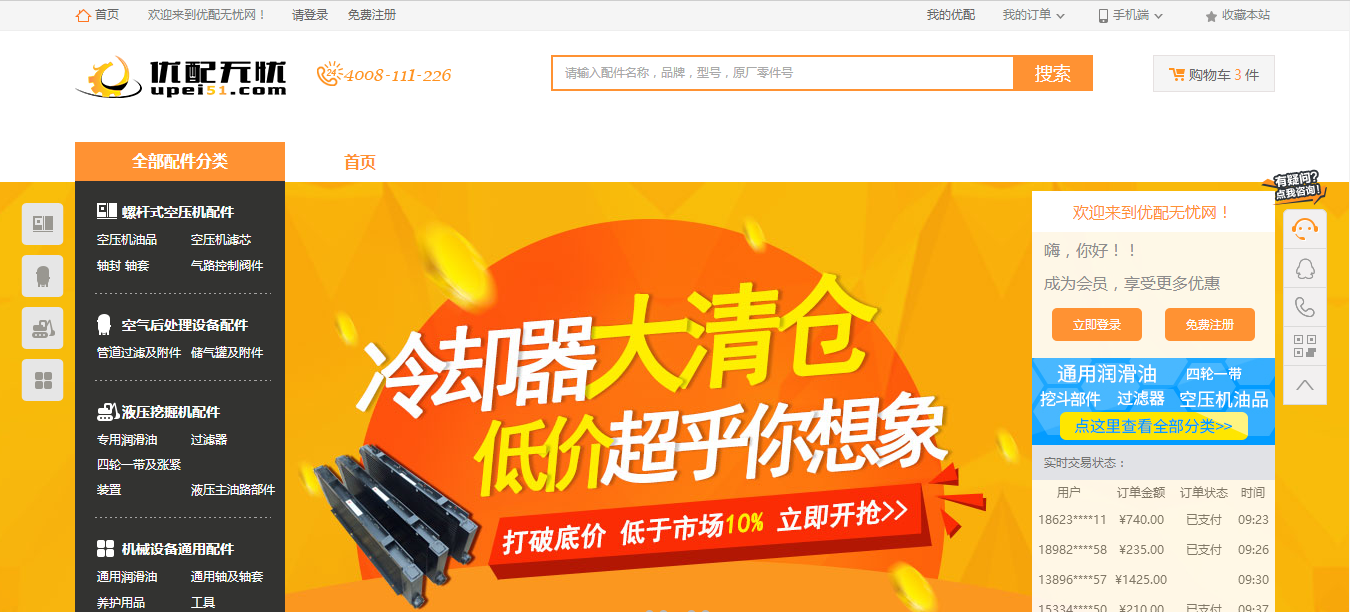 首页 欢迎来到优配无忧网！ 请登录 免费注册 我的优配 我的订单 手机端 收藏本站
优配无忧
upei51.com
24
4008-111-226
请输入配件名称，品牌，型号，原厂零件号
搜索
购物车 3 件
全部配件分类
首页
螺杆式空压机配件
空压机油品 空压机滤芯
轴封 轴套 气路控制阀件
空气后处理设备配件
管道过滤及附件 储气罐及附件
液压挖掘机配件
专用润滑油 过滤器
四轮一带及涨紧
装置 液压主油路部件
机械设备通用配件
通用润滑油 通用轴及轴套
养护用品 工具
冷却器大清仓
低价超乎你想象
打破底价 低于市场10% 立即开抢>>
欢迎来到优配无忧网！
嗨，你好！！
成为会员，享受更多优惠
立即登录 免费注册
通用润滑油 四轮一带
挖斗部件 过滤器 空压机油品
点这里查看全部分类>>
实时交易状态：
用户 订单金额 订单状态 时间
18623****11 ¥740.00 已支付 09:23
18982****58 ¥235.00 已支付 09:26
13896****57 ¥1425.00 09:30
15334****50 ¥210.00 已支付 09:37
有疑问?
点我咨询!